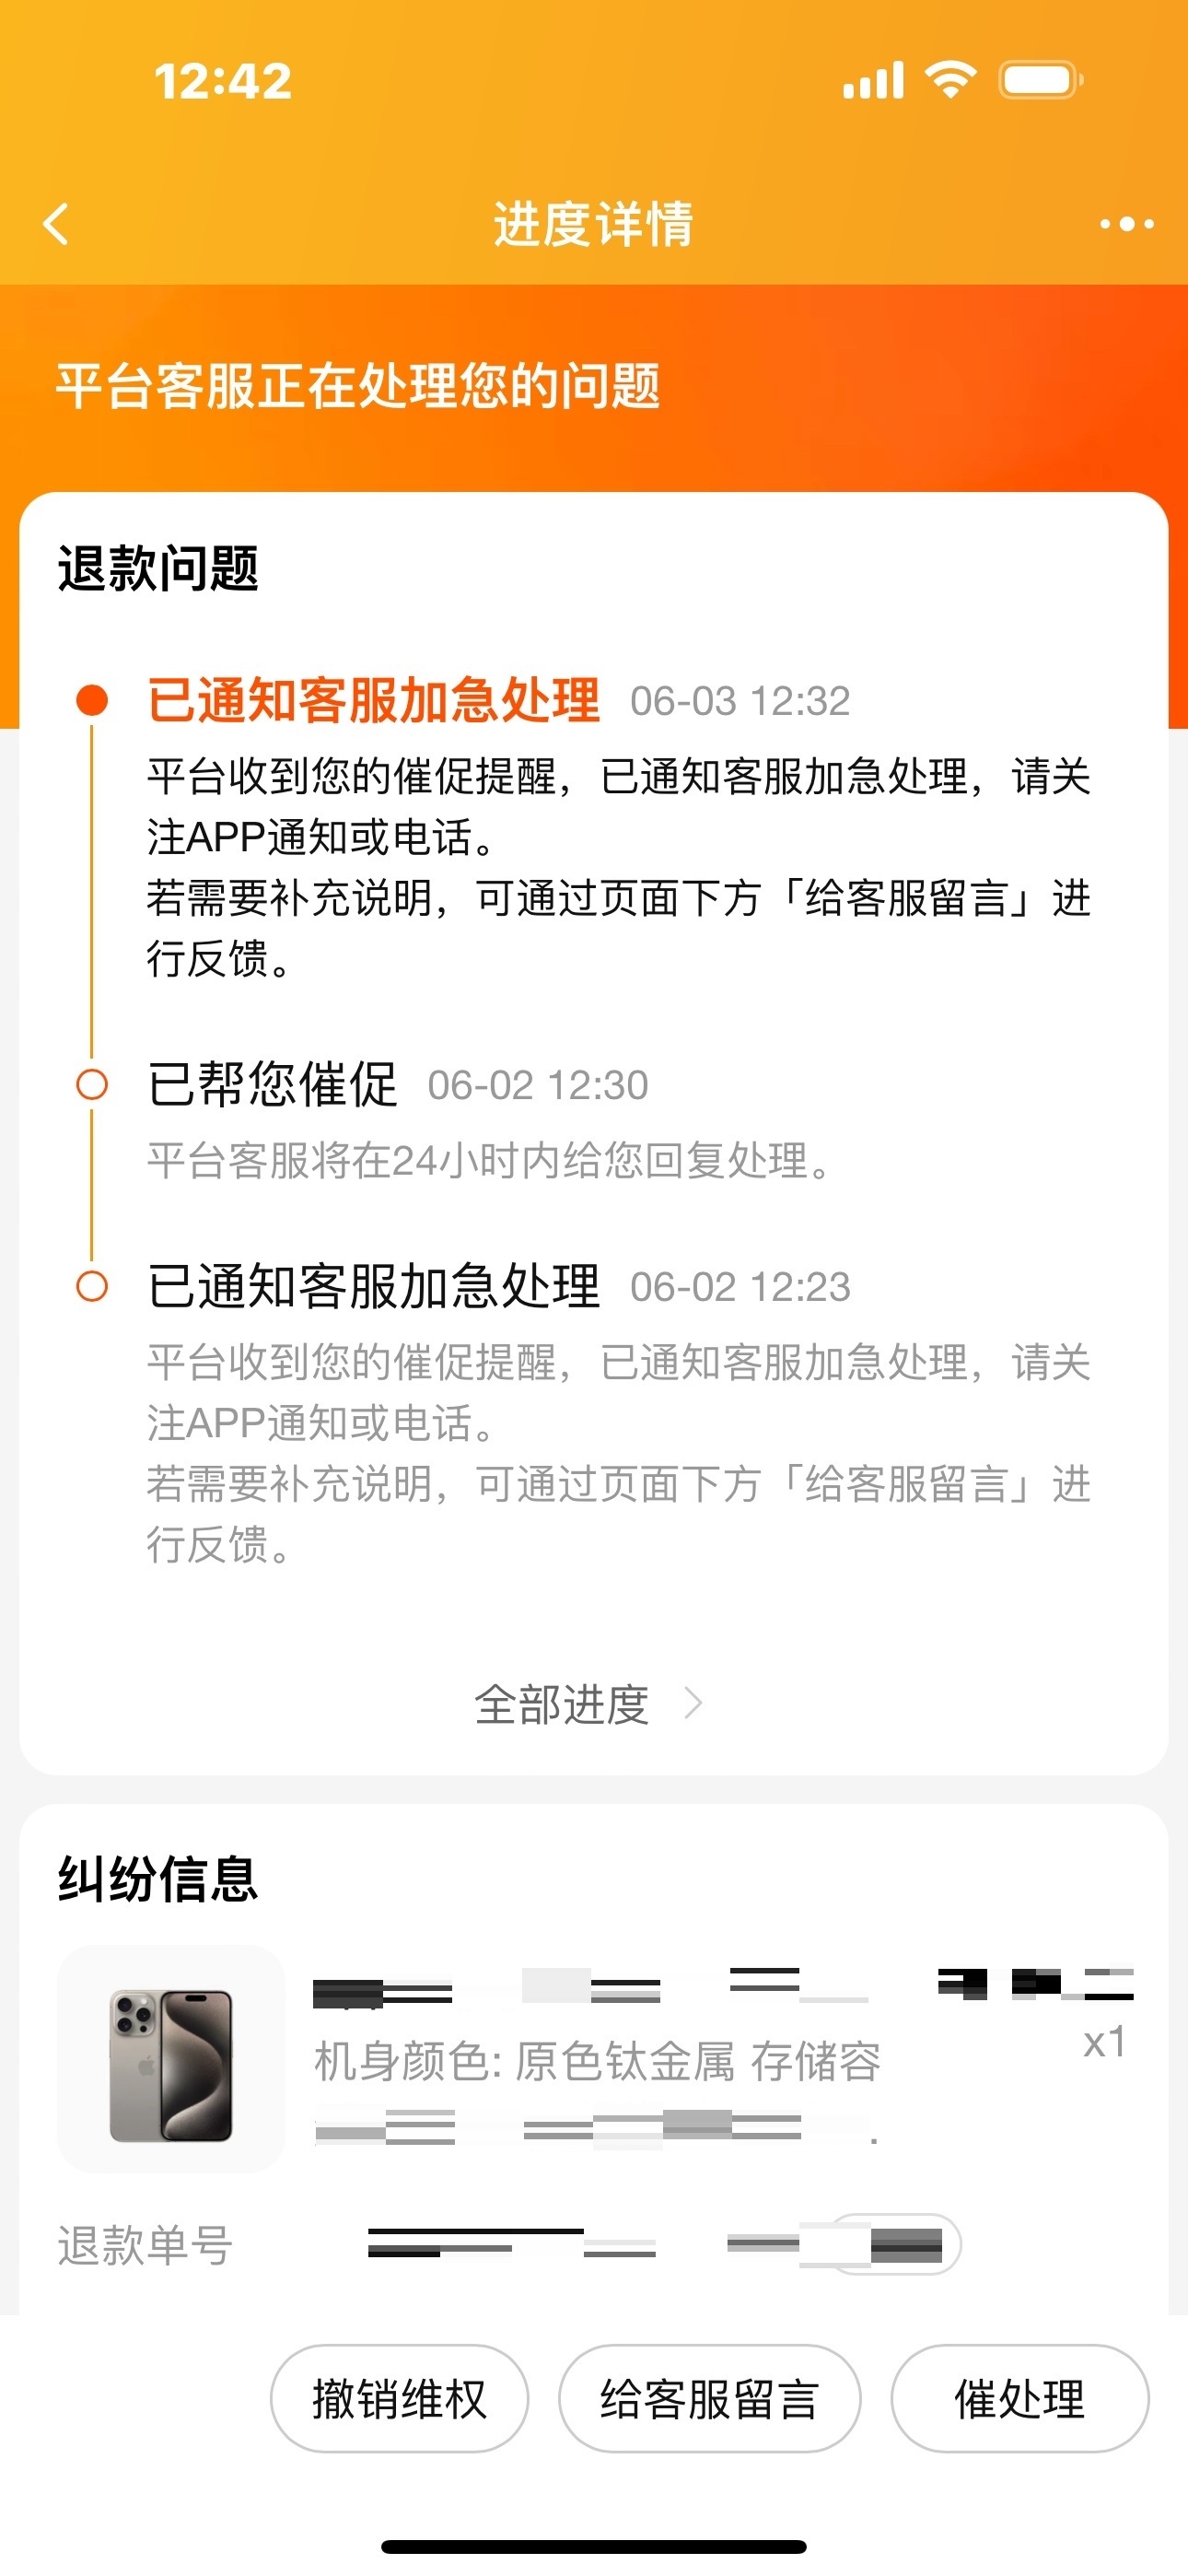 12:42
进度详情
平台客服正在处理您的问题
退款问题
已通知客服加急处理 06-03 12:32
平台收到您的催促提醒，已通知客服加急处理，请关
注APP通知或电话。
若需要补充说明，可通过页面下方「给客服留言」进
行反馈。
已帮您催促 06-02 12:30
平台客服将在24小时内给您回复处理。
已通知客服加急处理 06-02 12:23
平台收到您的催促提醒，已通知客服加急处理，请关
注APP通知或电话。
若需要补充说明，可通过页面下方「给客服留言」进
行反馈。
全部进度
纠纷信息
机身颜色: 原色钛金属 存储容
x1
退款单号
撤销维权 给客服留言 催处理